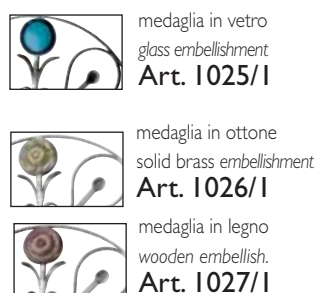 medaglia in vetro
glass embellishment
Art. 1025/1
medaglia in ottone
solid brass embellishment
Art. 1026/1
medaglia in legno
wooden embellish.
Art. 1027/1